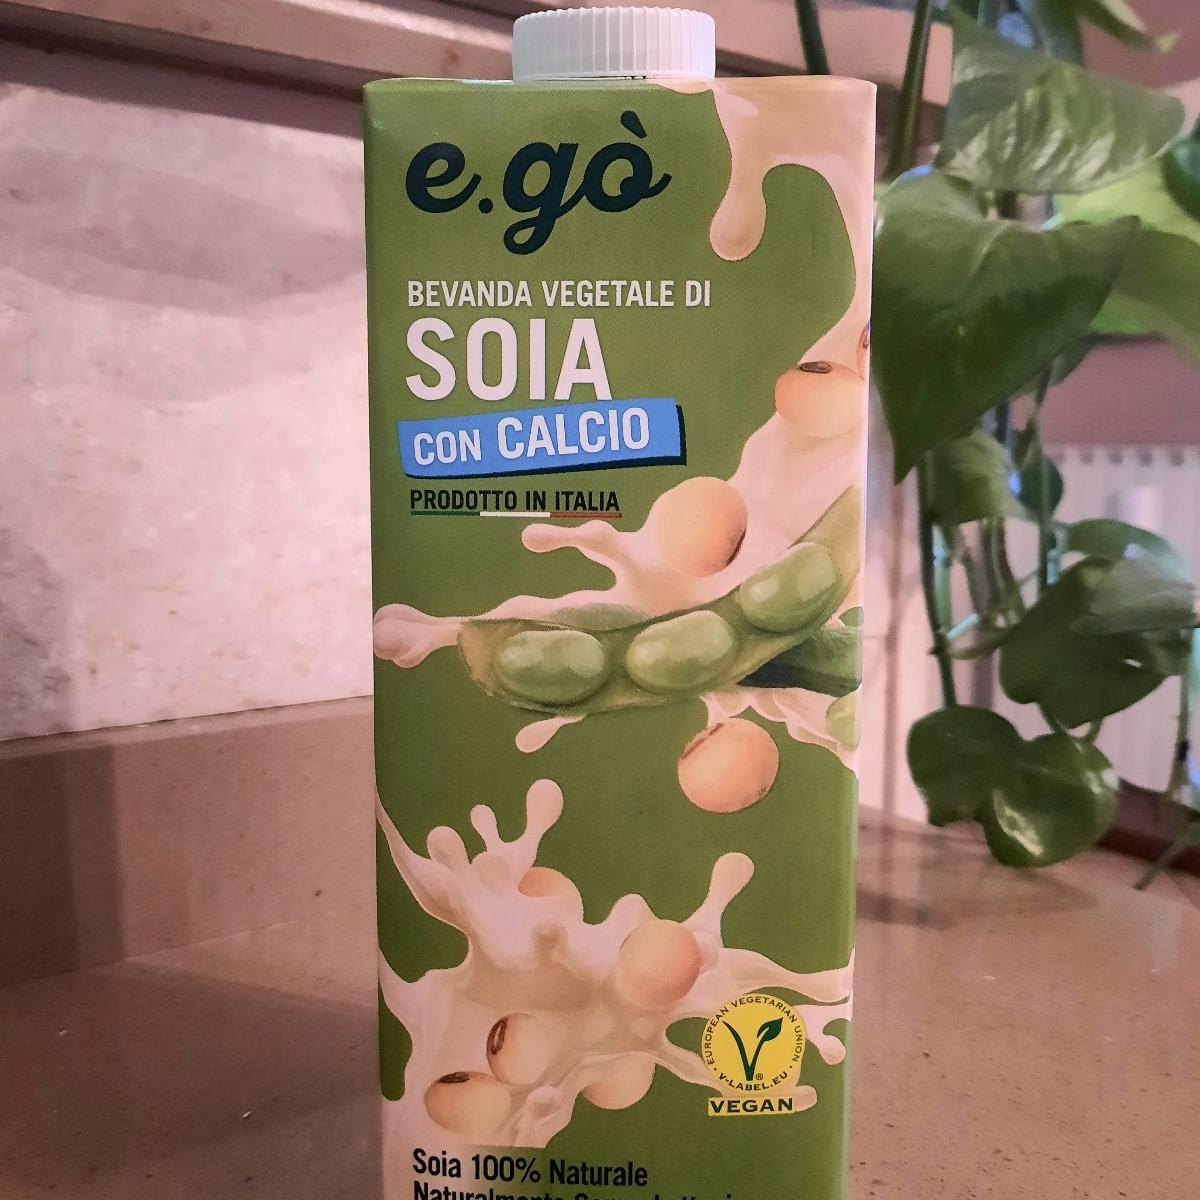 e.gò
BEVANDA VEGETALE DI
SOIA
CON CALCIO
PRODOTTO IN ITALIA
EUROPEAN VEGETARIAN UNION
V-LABEL.EU
®
VEGAN
Soia 100% Naturale
Naturalmente